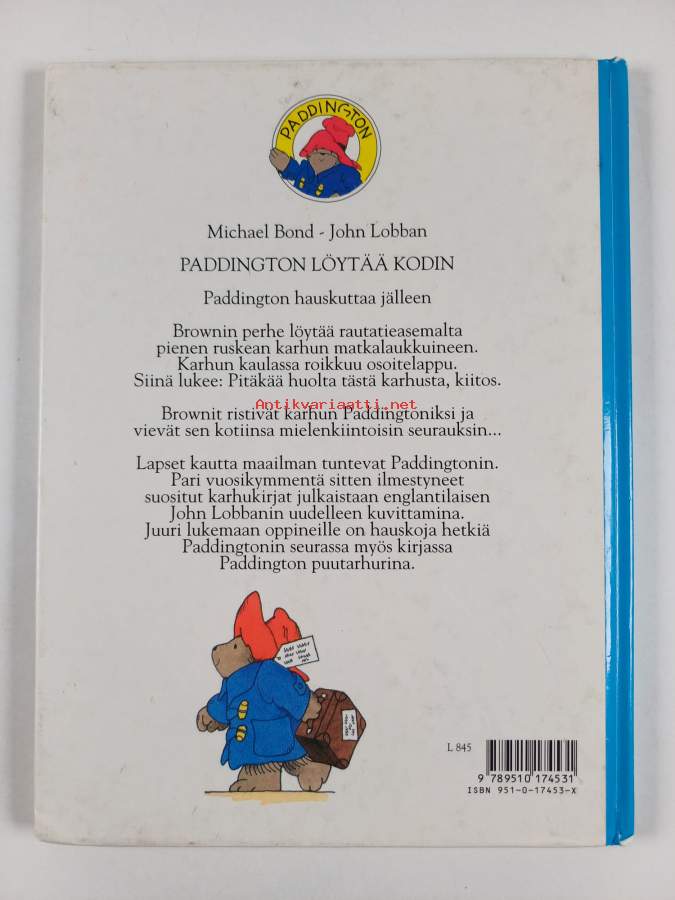 PADDINGTON
Michael Bond - John Lobban
PADDINGTON LÖYTÄÄ KODIN
Paddington hauskuttaa jälleen
Brownin perhe löytää rautatieasemalta
pienen ruskean karhun matkalaukkuineen.
Karhun kaulassa roikkuu osoitelappu.
Siinä lukee: Pitäkää huolta tästä karhusta, kiitos.
Antikvariaatti.net
Brownit ristivät karhun Paddingtoniksi ja
vievät sen kotiinsa mielenkiintoisin seurauksin...
Lapset kautta maailman tuntevat Paddingtonin.
Pari vuosikymmentä sitten ilmestyneet
suositut karhukirjat julkaistaan englantilaisen
John Lobbanin uudelleen kuvittamina.
Juuri lukemaan oppineille on hauskoja hetkiä
Paddingtonin seurassa myös kirjassa
Paddington puutarhurina.
L 845
9 789510 174531
ISBN 951-0-17453-X